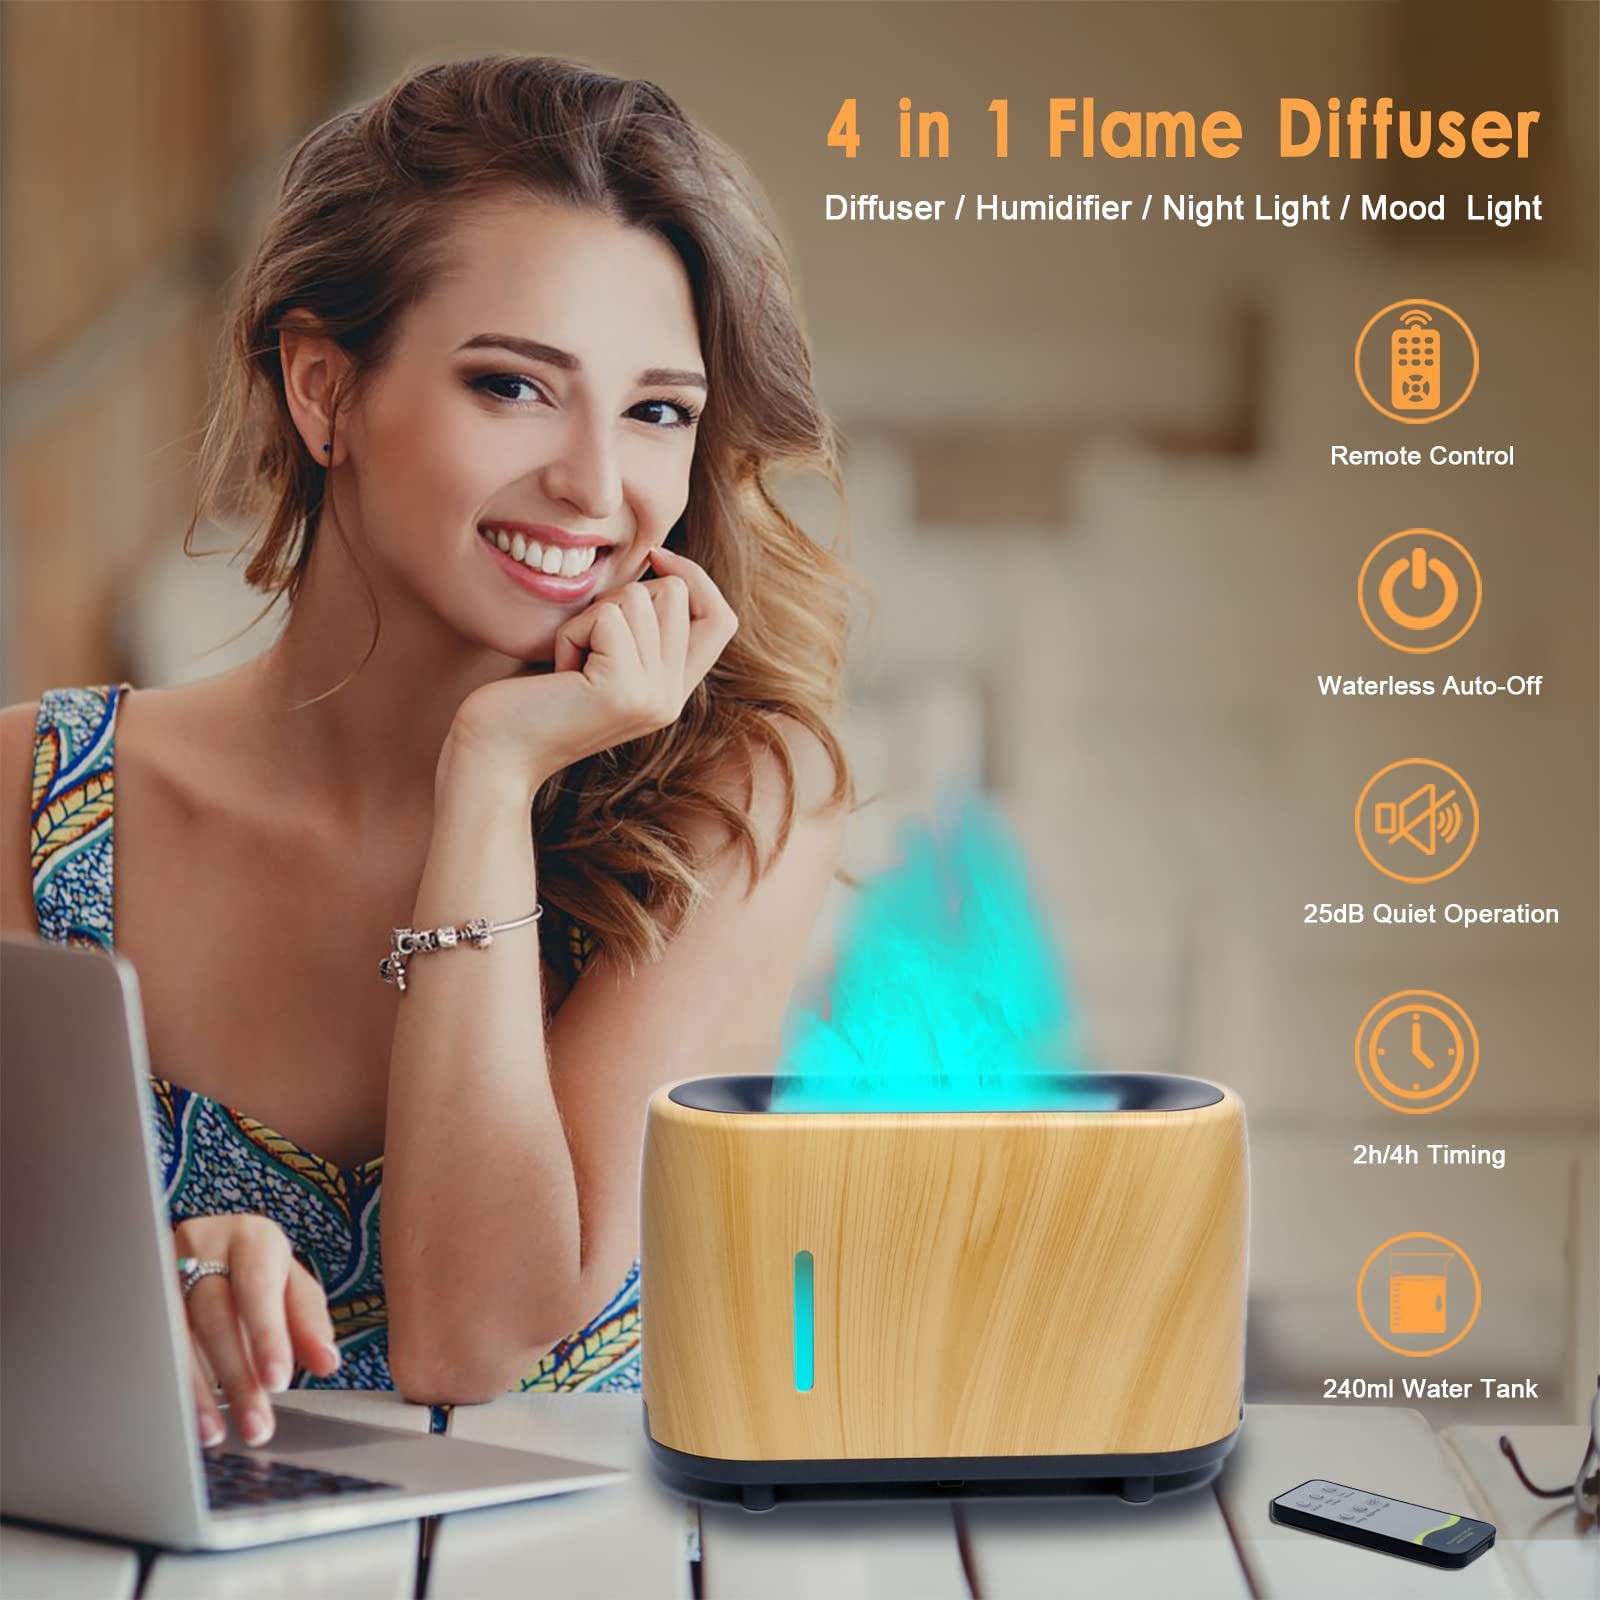 4 in 1 Flame Diffuser
Diffuser / Humidifier / Night Light / Mood Light
Remote Control
Waterless Auto-Off
25dB Quiet Operation
2h/4h Timing
240ml Water Tank